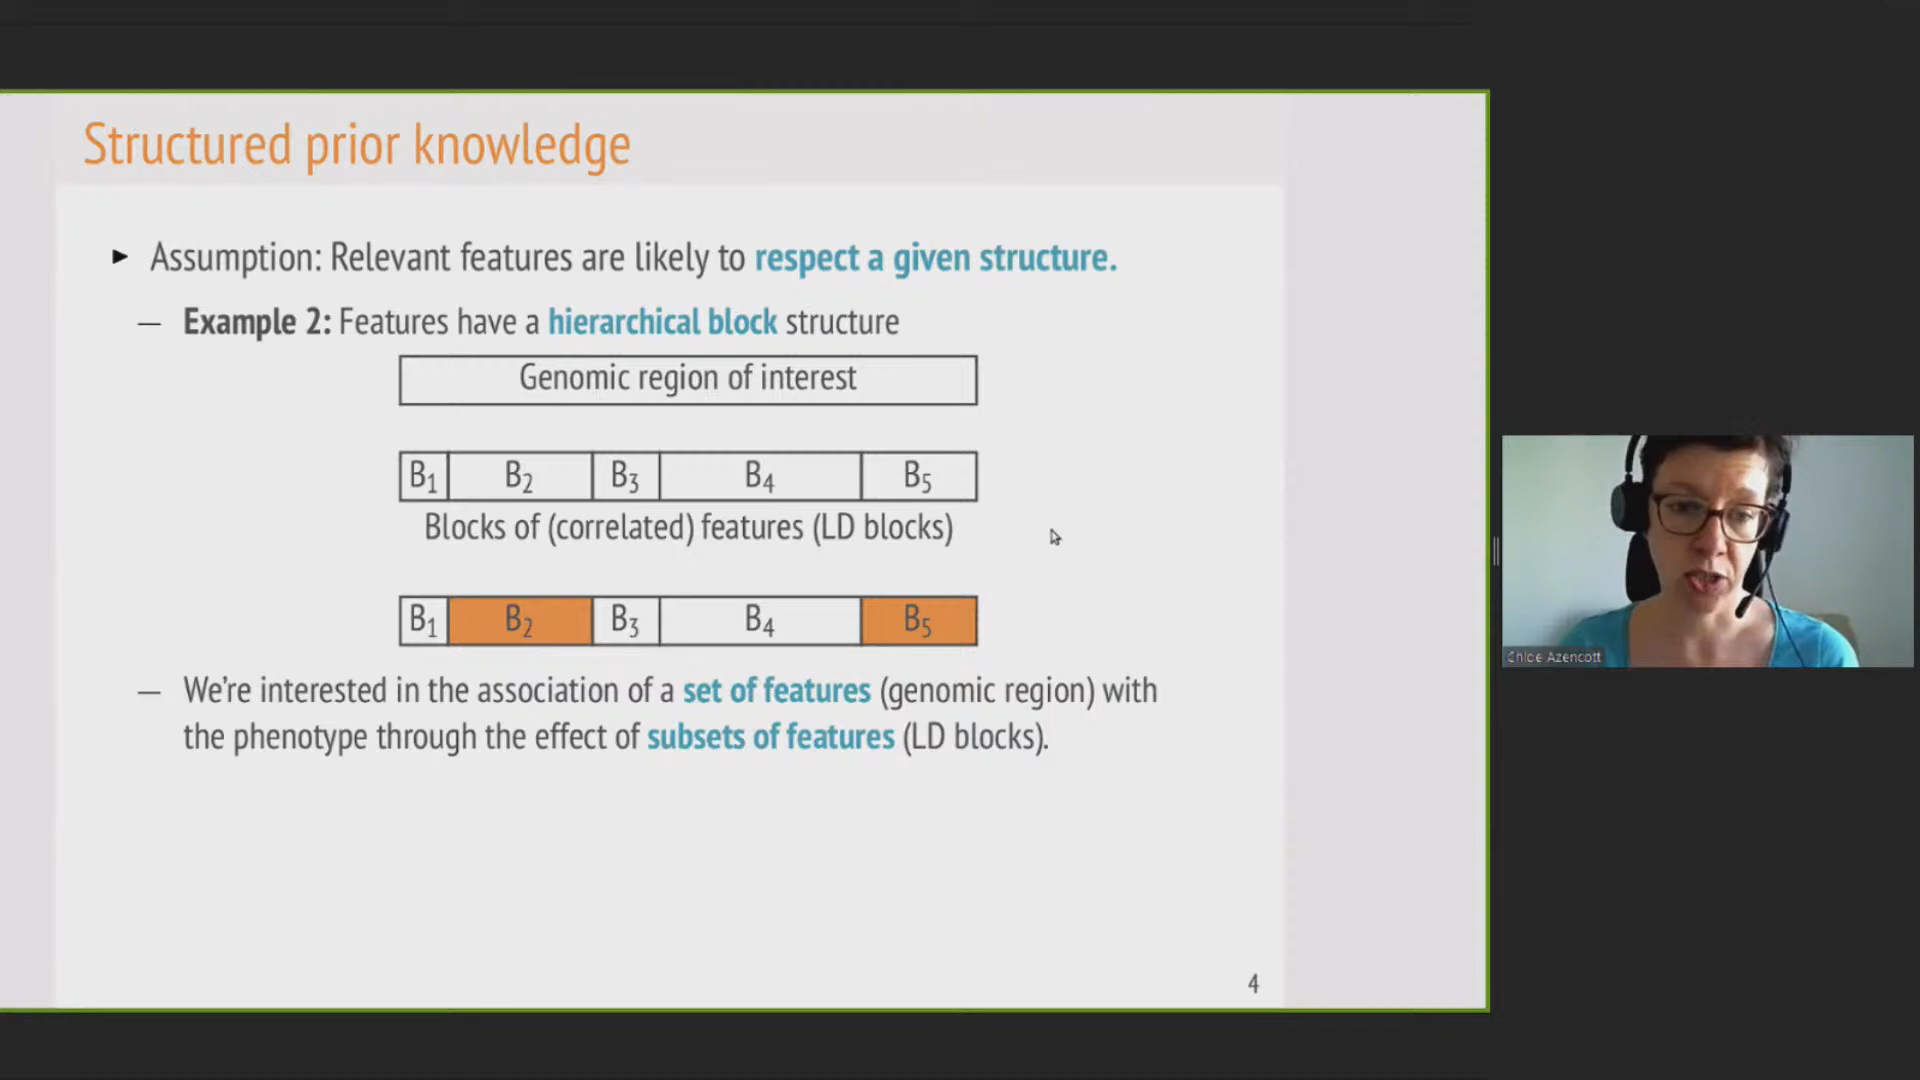 Structured prior knowledge
► Assumption: Relevant features are likely to respect a given structure.
— Example 2: Features have a hierarchical block structure
Genomic region of interest
B1 B2 B3 B4 B5
Blocks of (correlated) features (LD blocks)
B1 B2 B3 B4 B5
— We're interested in the association of a set of features (genomic region) with
the phenotype through the effect of subsets of features (LD blocks).
4
Chloe Azencott